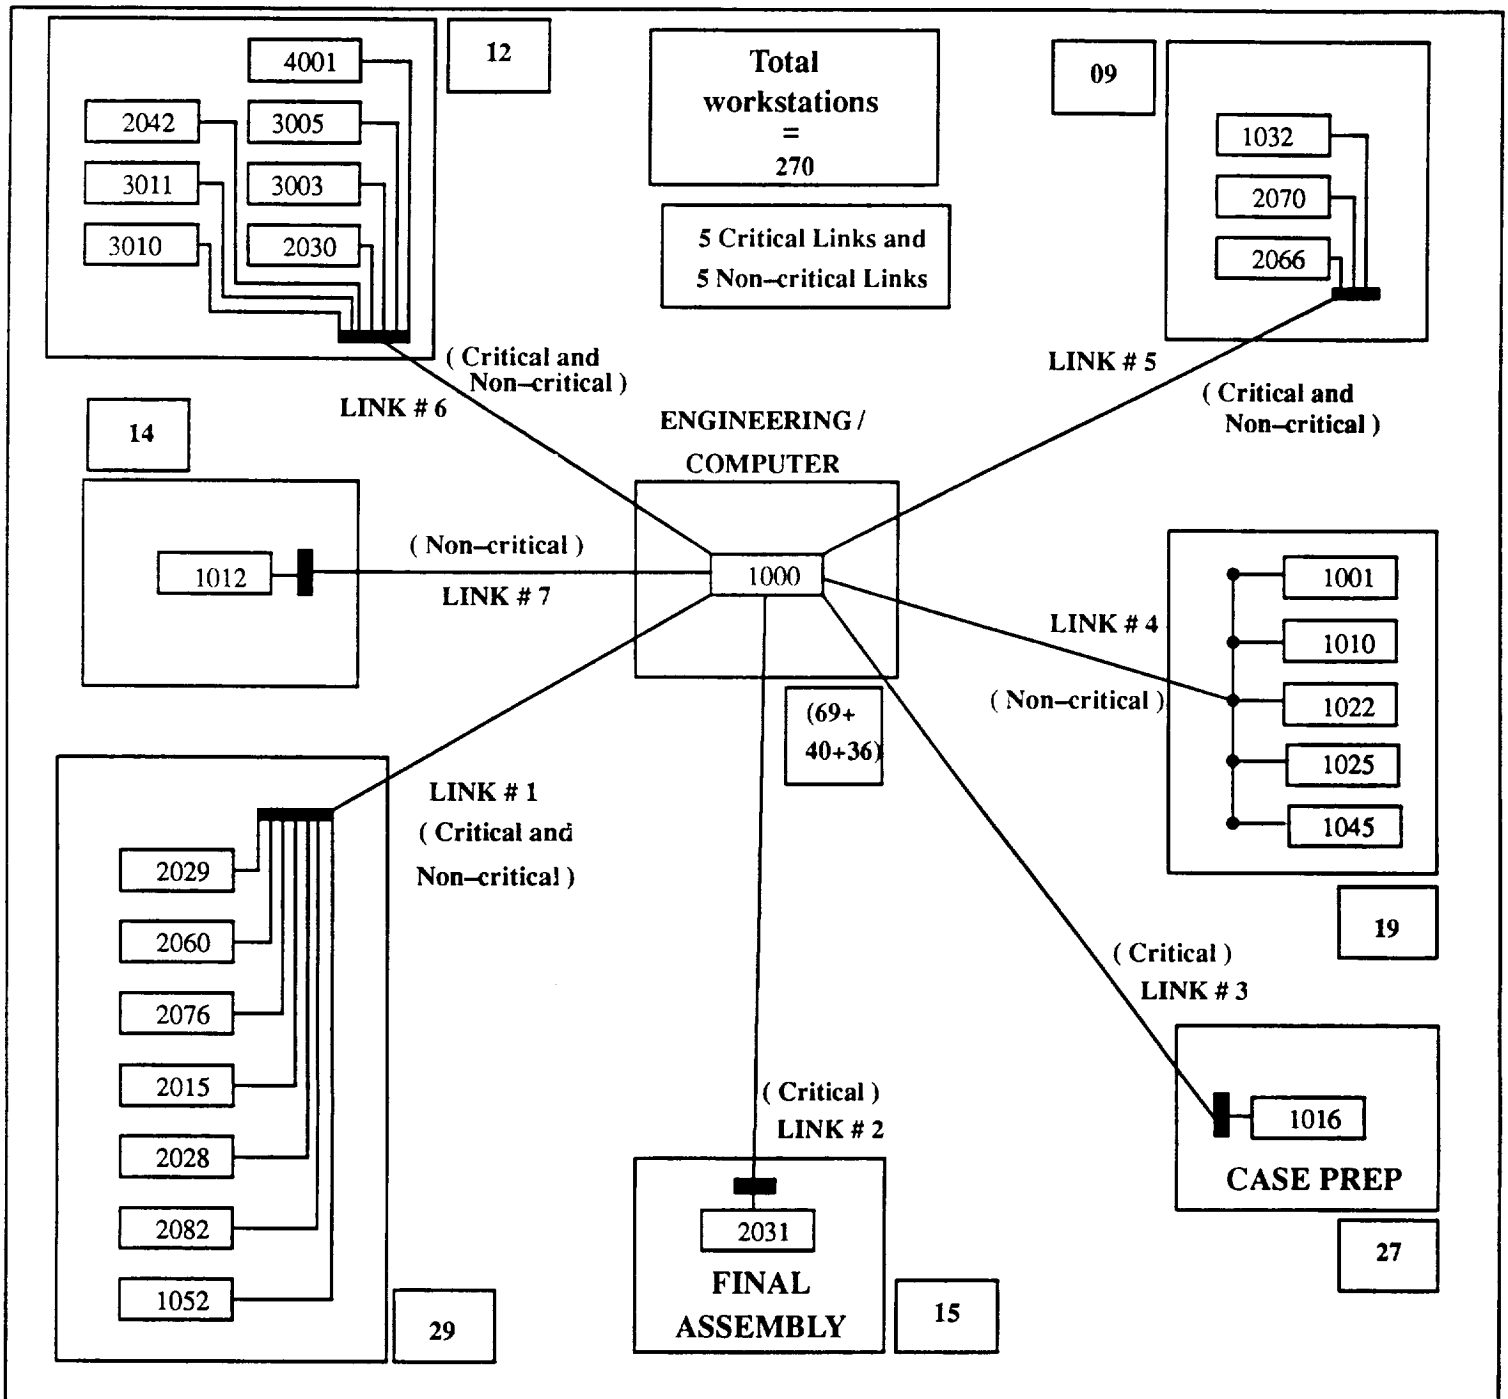 4001
12
2042
3005
3011
3003
3010
2030
Total
workstations
=
270
5 Critical Links and
5 Non-critical Links
09
1032
2070
2066
( Critical and
Non-critical )
LINK # 6
LINK # 5
( Critical and
Non-critical )
14
ENGINEERING /
COMPUTER
1012
( Non-critical )
LINK # 7
1000
LINK # 4
( Non-critical )
1001
1010
1022
1025
1045
19
(69+
40+36)
LINK # 1
( Critical and
Non-critical )
2029
2060
2076
2015
2028
2082
1052
29
( Critical )
LINK # 2
2031
FINAL
ASSEMBLY
15
( Critical )
LINK # 3
1016
CASE PREP
27